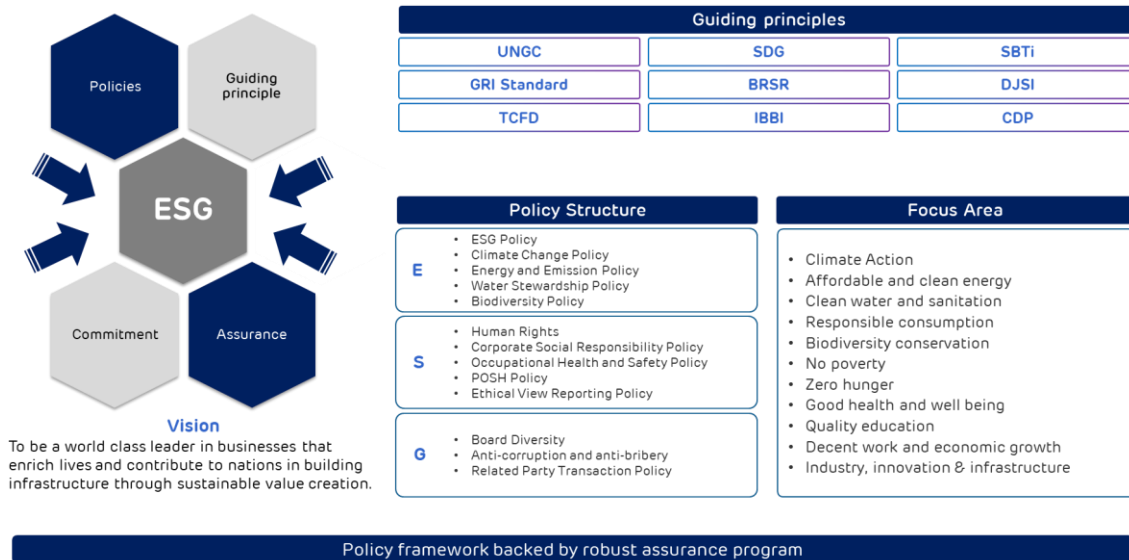 Policies
Guiding
principle
ESG
Commitment
Assurance
Vision
To be a world class leader in businesses that
enrich lives and contribute to nations in building
infrastructure through sustainable value creation.
Guiding principles
UNGC
SDG
SBTi
GRI Standard
BRSR
DJSI
TCFD
IBBI
CDP
Policy Structure
E
• ESG Policy
• Climate Change Policy
• Energy and Emission Policy
• Water Stewardship Policy
• Biodiversity Policy
S
• Human Rights
• Corporate Social Responsibility Policy
• Occupational Health and Safety Policy
• POSH Policy
• Ethical View Reporting Policy
G
• Board Diversity
• Anti-corruption and anti-bribery
• Related Party Transaction Policy
Focus Area
• Climate Action
• Affordable and clean energy
• Clean water and sanitation
• Responsible consumption
• Biodiversity conservation
• No poverty
• Zero hunger
• Good health and well being
• Quality education
• Decent work and economic growth
• Industry, innovation & infrastructure
Policy framework backed by robust assurance program